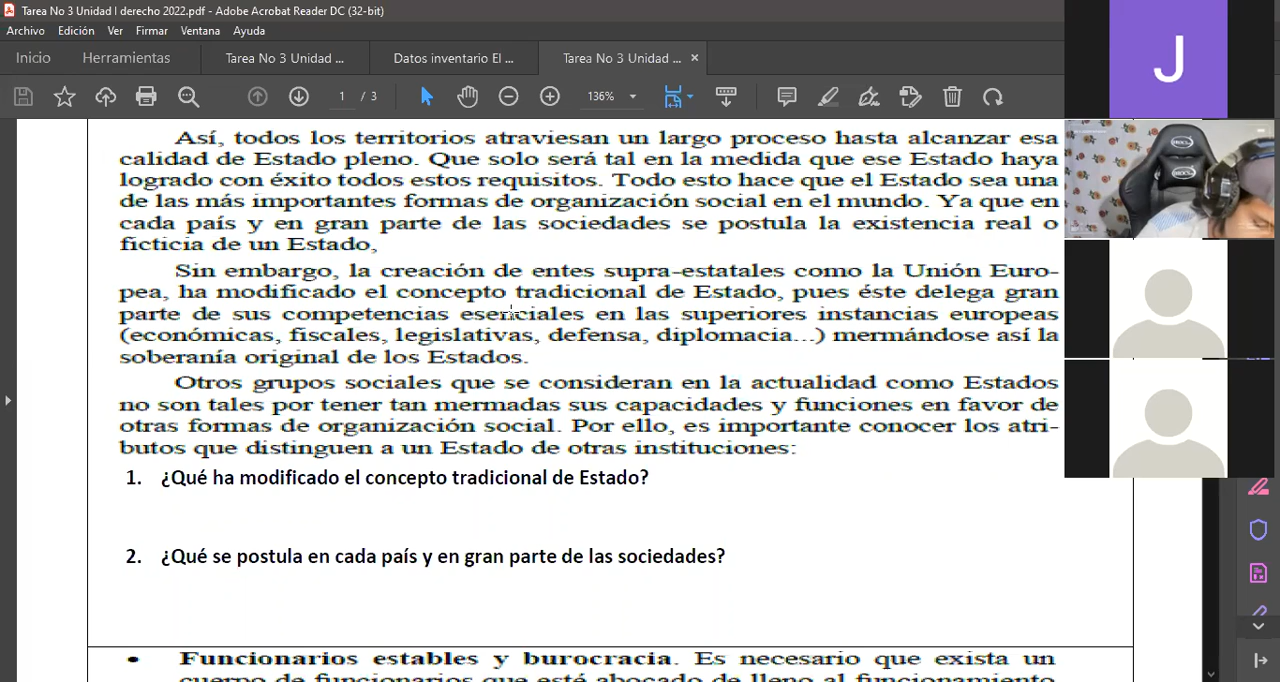 Tarea No 3 Unidad I derecho 2022.pdf - Adobe Acrobat Reader DC (32-bit)
Archivo Edición Ver Firmar Ventana Ayuda
Inicio Herramientas Tarea No 3 Unidad ... Datos inventario El ... Tarea No 3 Unidad ... ×
1 / 3 136%
J
Así, todos los territorios atraviesan un largo proceso hasta alcanzar esa
calidad de Estado pleno. Que solo será tal en la medida que ese Estado haya
logrado con éxito todos estos requisitos. Todo esto hace que el Estado sea una
de las más importantes formas de organización social en el mundo. Ya que en
cada país y en gran parte de las sociedades se postula la existencia real o
ficticia de un Estado,
Sin embargo, la creación de entes supra-estatales como la Unión Euro-
pea, ha modificado el concepto tradicional de Estado, pues éste delega gran
parte de sus competencias esenciales en las superiores instancias europeas
(económicas, fiscales, legislativas, defensa, diplomacia...) mermándose así la
soberanía original de los Estados.
Otros grupos sociales que se consideran en la actualidad como Estados
no son tales por tener tan mermadas sus capacidades y funciones en favor de
otras formas de organización social. Por ello, es importante conocer los atri-
butos que distinguen a un Estado de otras instituciones:
1. ¿Qué ha modificado el concepto tradicional de Estado?
2. ¿Qué se postula en cada país y en gran parte de las sociedades?
• Funcionarios estables y burocracia. Es necesario que exista un
cuerpo de funcionarios que esté abocado de lleno al funcionamiento